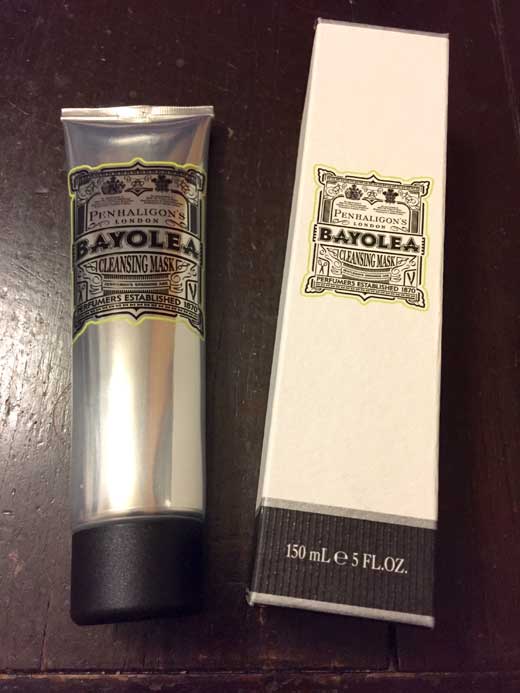 PENHALIGON'S
LONDON
BAYOLEA
CLEANSING MASK
PERFUMERS ESTABLISHED 1870
PENHALIGON'S
LONDON
BAYOLEA
CLEANSING MASK
X V
PERFUMERS ESTABLISHED 1870
150 mL e 5 FL.OZ.